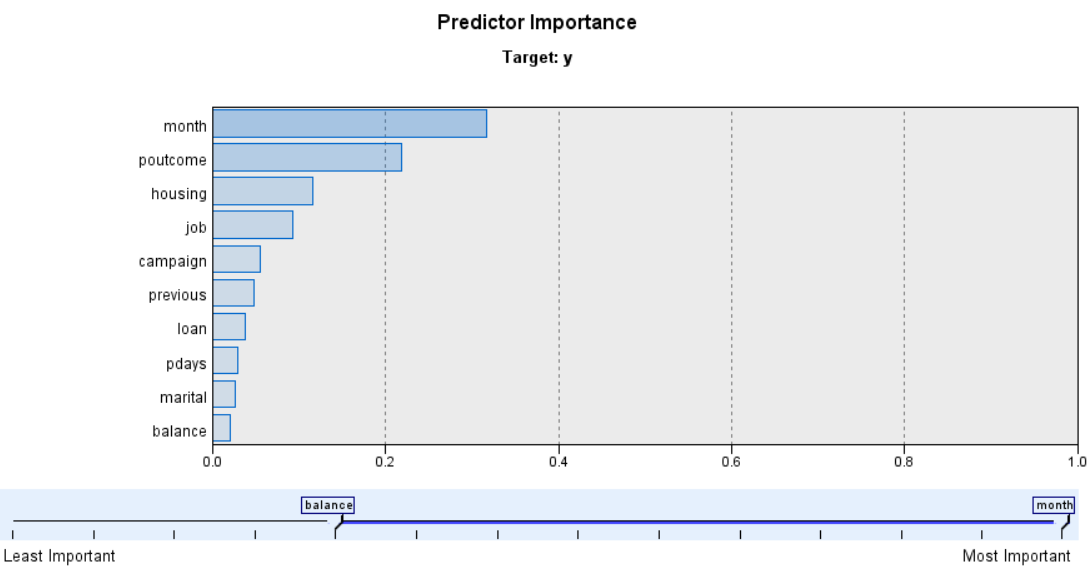 Predictor Importance
Target: y
month
poutcome
housing
job
campaign
previous
loan
pdays
marital
balance
0.0 0.2 0.4 0.6 0.8 1.0
balance month
Least Important Most Important